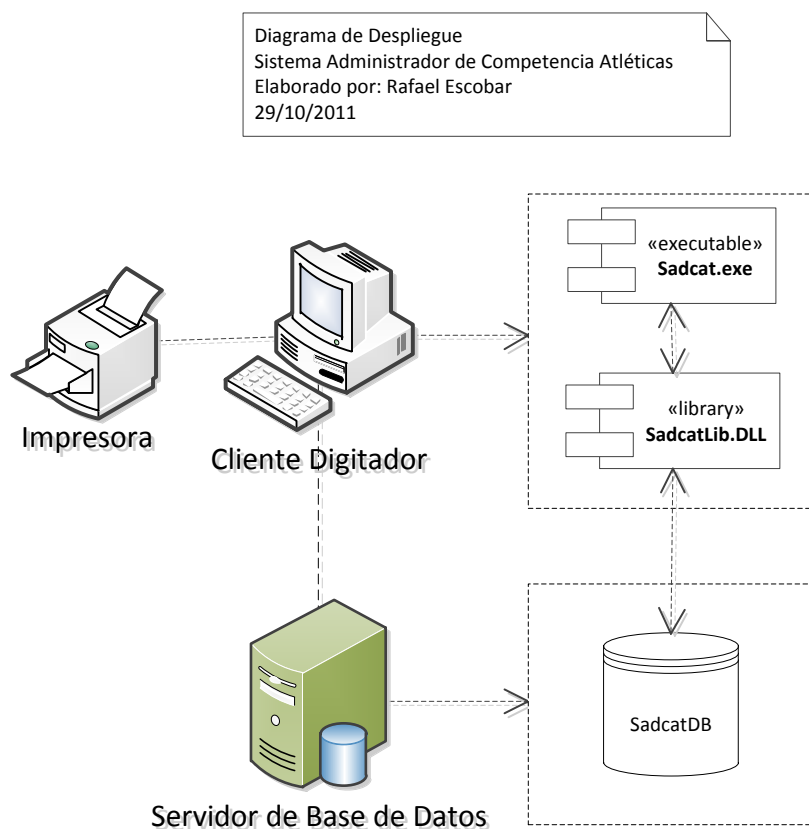 Diagrama de Despliegue
Sistema Administrador de Competencia Atléticas
Elaborado por: Rafael Escobar
29/10/2011
«executable»
Sadcat.exe
«library»
SadcatLib.DLL
Impresora
Cliente Digitador
SadcatDB
Servidor de Base de Datos